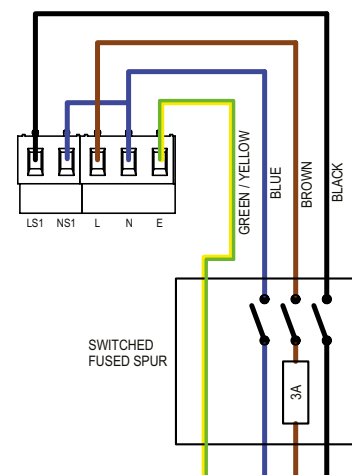 LS1 NS1 L N E
GREEN / YELLOW
BLUE
BROWN
BLACK
SWITCHED
FUSED SPUR
3A